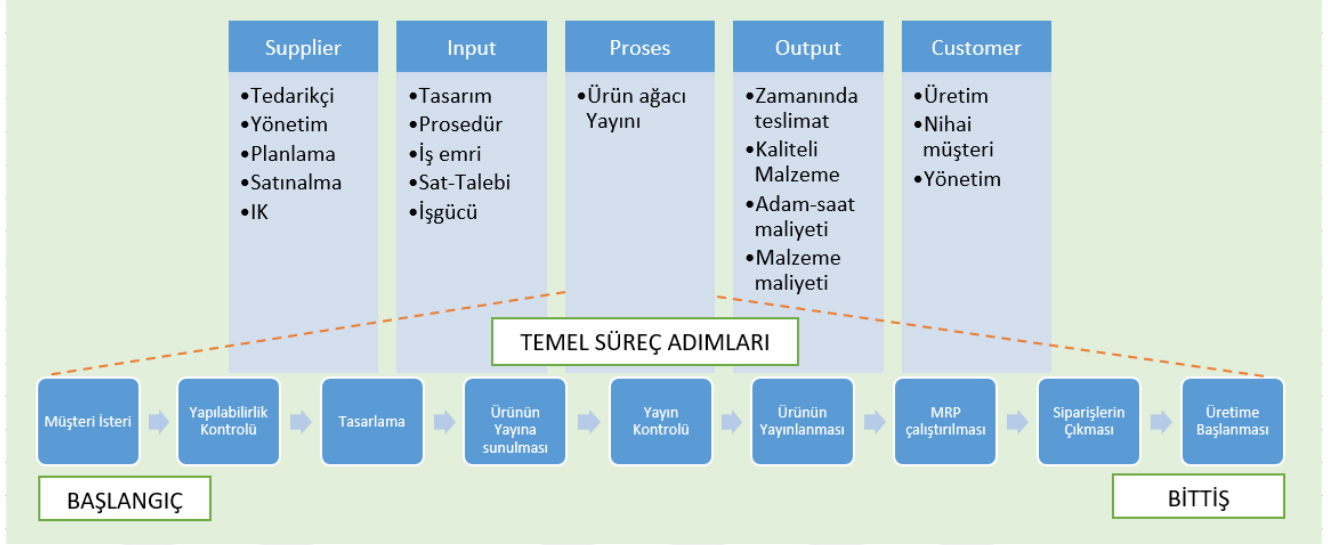 Supplier
•Tedarikçi
•Yönetim
•Planlama
•Satınalma
•IK
Input
•Tasarım
•Prosedür
•İş emri
•Sat-Talebi
•İşgücü
Proses
•Ürün ağacı
Yayını
Output
•Zamanında
teslimat
•Kaliteli
Malzeme
•Adam-saat
maliyeti
•Malzeme
maliyeti
Customer
•Üretim
•Nihai
müşteri
•Yönetim
TEMEL SÜREÇ ADIMLARI
Müşteri İsteri
Yapılabilirlik
Kontrolü
Tasarlama
Ürünün
Yayına
sunulması
Yayın
Kontrolü
Ürünün
Yayınlanması
MRP
çalıştırılması
Siparişlerin
Çıkması
Üretime
Başlanması
BAŞLANGIÇ
BİTTİŞ